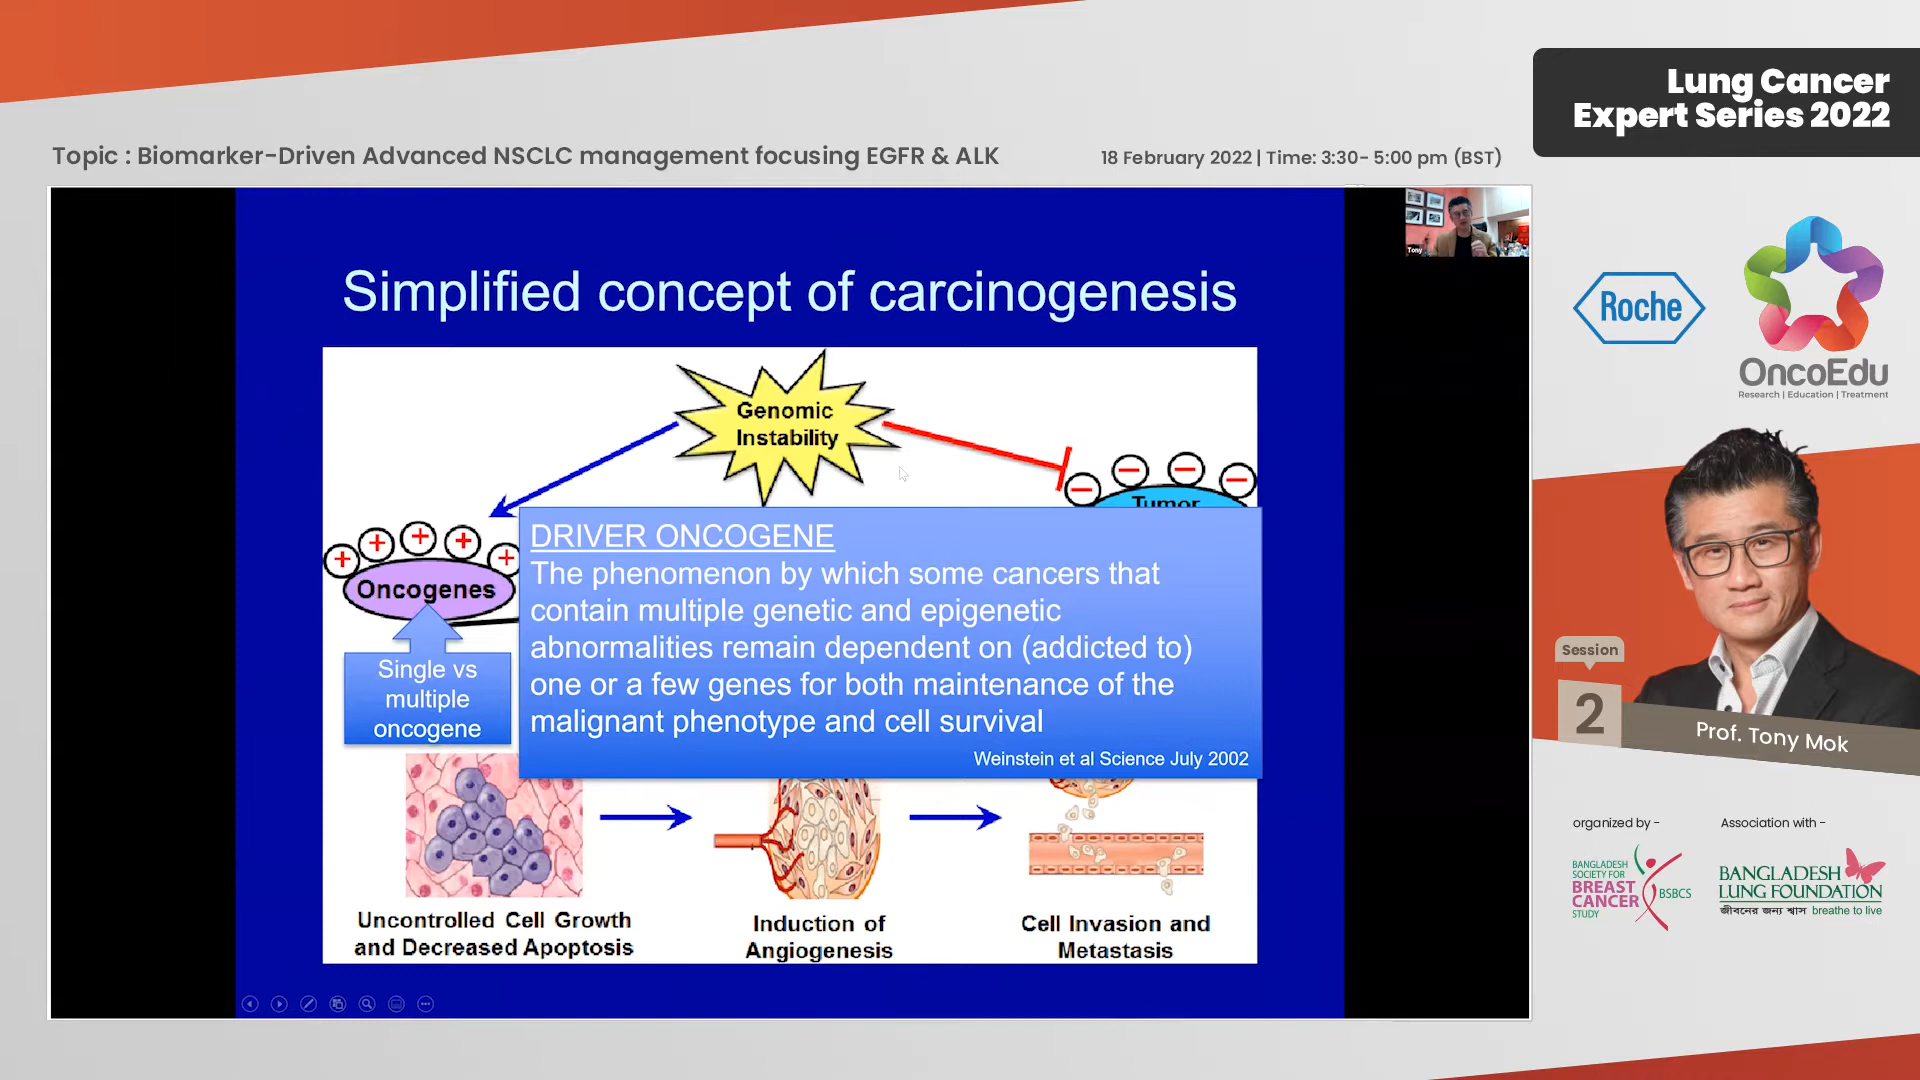 Lung Cancer
Expert Series 2022
Topic : Biomarker-Driven Advanced NSCLC management focusing EGFR & ALK
18 February 2022 | Time: 3:30- 5:00 pm (BST)
Tony
Simplified concept of carcinogenesis
Genomic
Instability
Tumor
Oncogenes
DRIVER ONCOGENE
The phenomenon by which some cancers that
contain multiple genetic and epigenetic
abnormalities remain dependent on (addicted to)
one or a few genes for both maintenance of the
malignant phenotype and cell survival
Weinstein et al Science July 2002
Single vs
multiple
oncogene
Uncontrolled Cell Growth
and Decreased Apoptosis
Induction of
Angiogenesis
Cell Invasion and
Metastasis
Roche
OncoEdu
Research | Education | Treatment
Session
2
Prof. Tony Mok
organized by -
BANGLADESH
SOCIETY FOR
BREAST
CANCER
STUDY
BSBCS
Association with -
BANGLADESH
LUNG FOUNDATION
জীবনের জন্য শ্বাস breathe to live